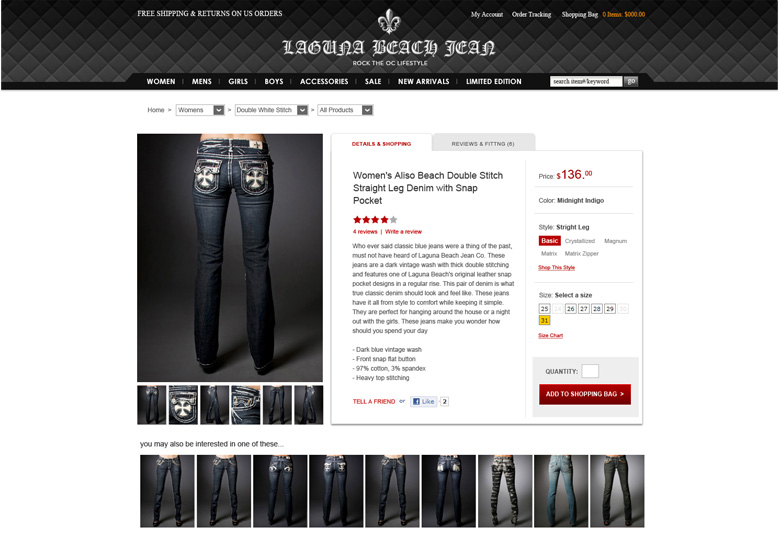 FREE SHIPPING & RETURNS ON US ORDERS
My Account Order Tracking Shopping Bag 0 Items: $000.00
LAGUNA BEACH JEAN
ROCK THE OC LIFESTYLE
WOMEN | MENS | GIRLS | BOYS | ACCESSORIES | SALE | NEW ARRIVALS | LIMITED EDITION
search item#/keyword go
Home > Womens > Double White Stitch > All Products
DETAILS & SHOPPING
REVIEWS & FITTNG (6)
Women's Aliso Beach Double Stitch
Straight Leg Denim with Snap
Pocket
4 reviews | Write a review
Who ever said classic blue jeans were a thing of the past,
must not have heard of Laguna Beach Jean Co. These
jeans are a dark vintage wash with thick double stitching
and features one of Laguna Beach's original leather snap
pocket designs in a regular rise. This pair of denim is what
true classic denim should look and feel like. These jeans
have it all from style to comfort while keeping it simple.
They are perfect for hanging around the house or a night
out with the girls. These jeans make you wonder how
should you spend your day
- Dark blue vintage wash
- Front snap flat button
- 97% cotton, 3% spandex
- Heavy top stitching
TELL A FRIEND or Like 2
Price: $136.00
Color: Midnight Indigo
Style: Stright Leg
Basic Crystallized Magnum
Matrix Matrix Zipper
Shop This Style
Size: Select a size
25 26 27 28 29 30
31
Size Chart
QUANTITY:
ADD TO SHOPPING BAG >
you may also be interested in one of these...